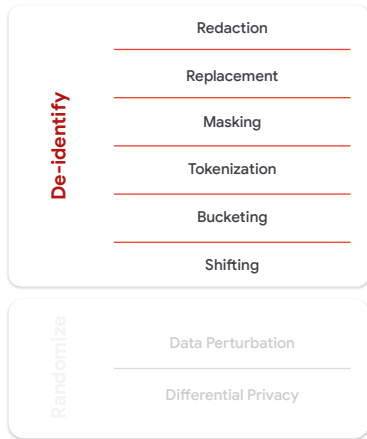 De-identify
Redaction
Replacement
Masking
Tokenization
Bucketing
Shifting
Randomize
Data Perturbation
Differential Privacy